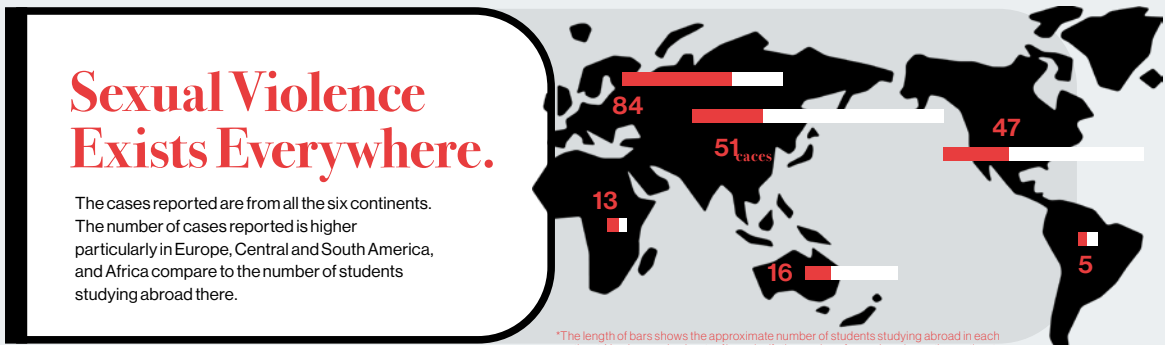 Sexual Violence
Exists Everywhere.
The cases reported are from all the six continents.
The number of cases reported is higher
particularly in Europe, Central and South America,
and Africa compare to the number of students
studying abroad there.
84
51
caces
47
13
16
5
*The length of bars shows the approximate number of students studying abroad in each